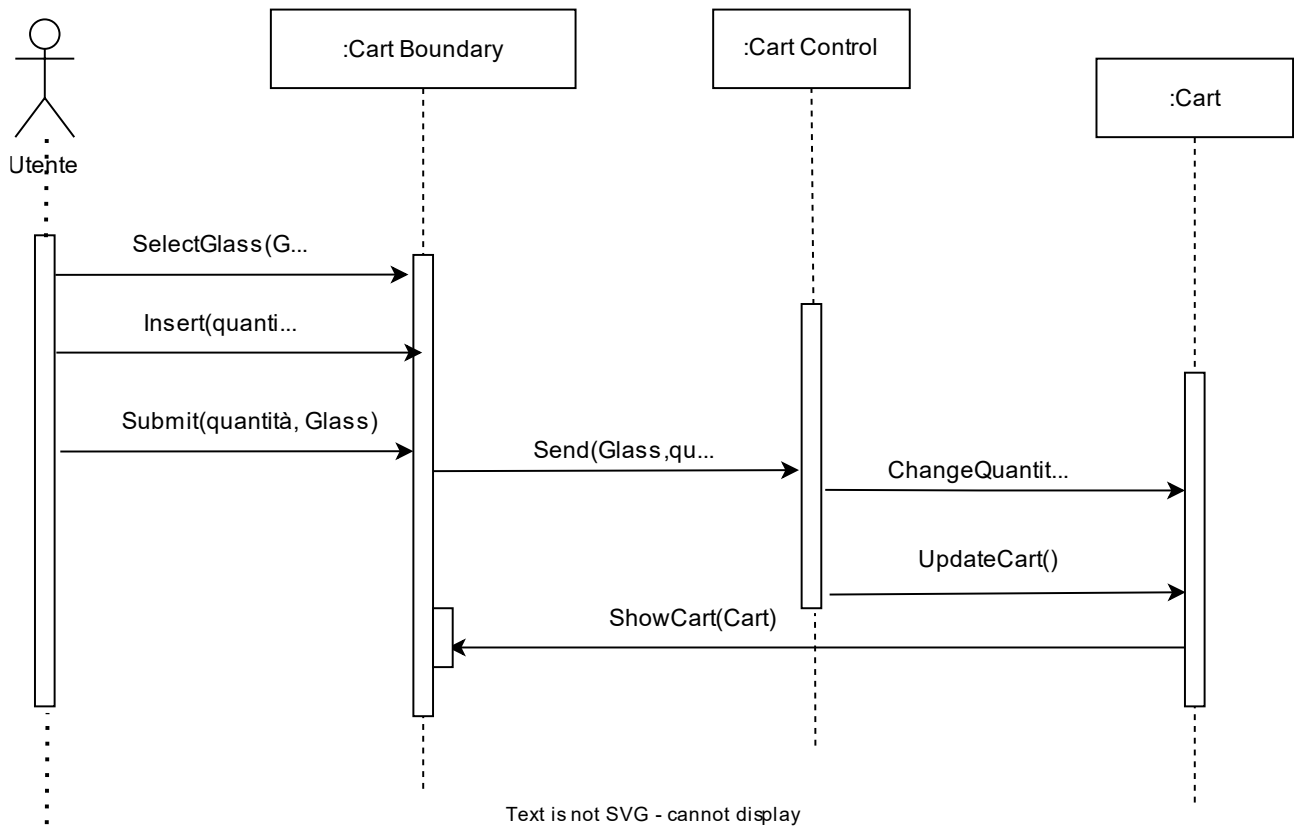 :Cart Boundary
:Cart Control
:Cart
Utente
SelectGlass(G...
Insert(quanti...
Submit(quantità, Glass)
Send(Glass,qu...
ChangeQuantit...
UpdateCart()
ShowCart(Cart)
Text is not SVG - cannot display